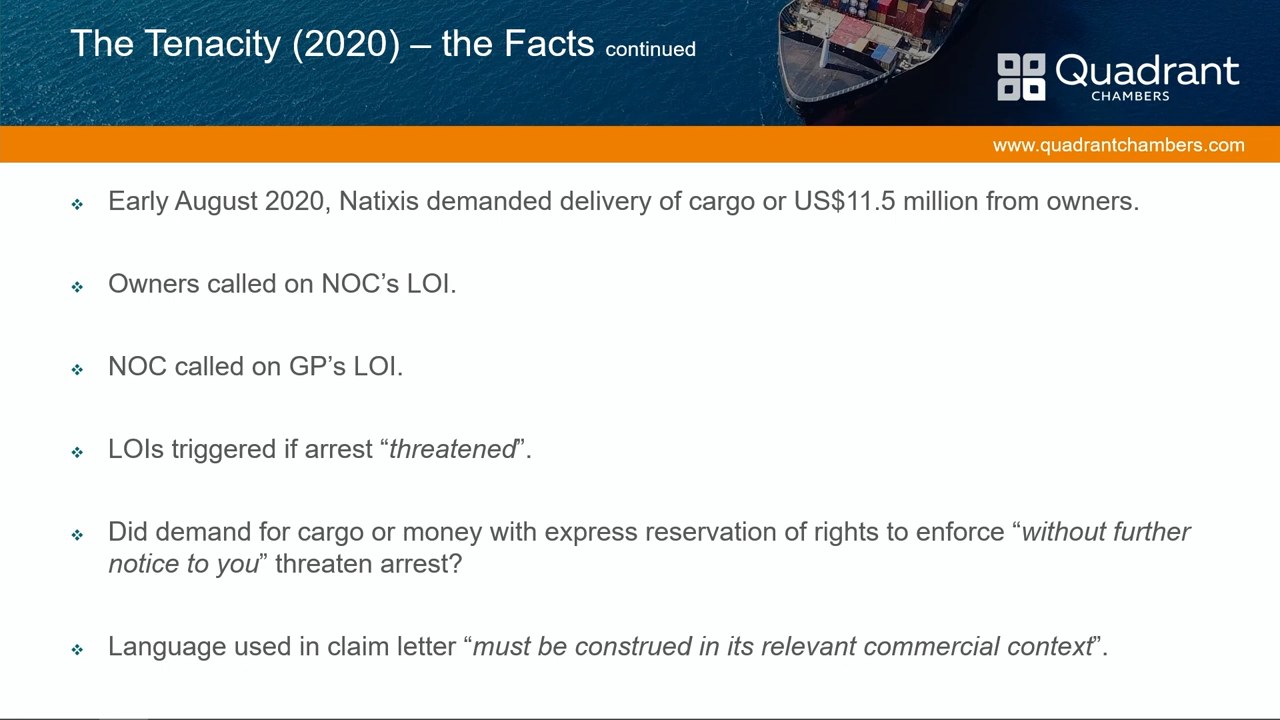 The Tenacity (2020) – the Facts continued
Quadrant
CHAMBERS
www.quadrantchambers.com
Early August 2020, Natixis demanded delivery of cargo or US$11.5 million from owners.
Owners called on NOC’s LOI.
NOC called on GP’s LOI.
LOIs triggered if arrest “threatened”.
Did demand for cargo or money with express reservation of rights to enforce “without further
notice to you” threaten arrest?
Language used in claim letter “must be construed in its relevant commercial context”.